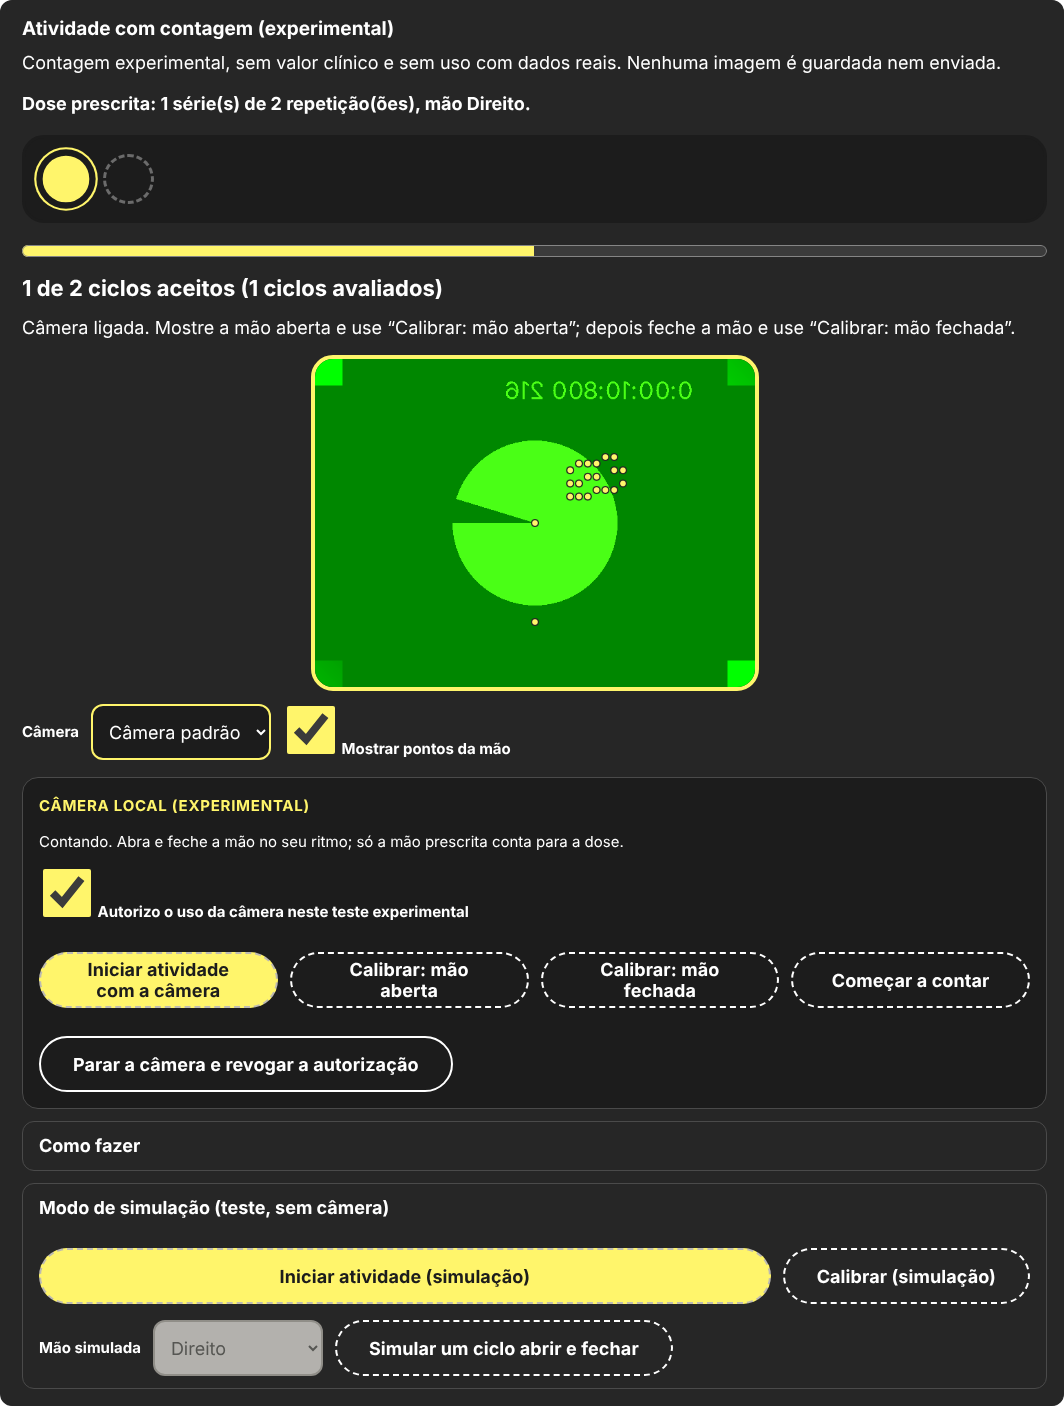 Atividade com contagem (experimental)
Contagem experimental, sem valor clínico e sem uso com dados reais. Nenhuma imagem é guardada nem enviada.
Dose prescrita: 1 série(s) de 2 repetição(ões), mão Direito.
1 de 2 ciclos aceitos (1 ciclos avaliados)
Câmera ligada. Mostre a mão aberta e use “Calibrar: mão aberta”; depois feche a mão e use “Calibrar: mão fechada”.
0:00:10:800 216
Câmera
Câmera padrão
Mostrar pontos da mão
CÂMERA LOCAL (EXPERIMENTAL)
Contando. Abra e feche a mão no seu ritmo; só a mão prescrita conta para a dose.
Autorizo o uso da câmera neste teste experimental
Iniciar atividade
com a câmera
Calibrar: mão
aberta
Calibrar: mão
fechada
Começar a contar
Parar a câmera e revogar a autorização
Como fazer
Modo de simulação (teste, sem câmera)
Iniciar atividade (simulação)
Calibrar (simulação)
Mão simulada
Direito
Simular um ciclo abrir e fechar